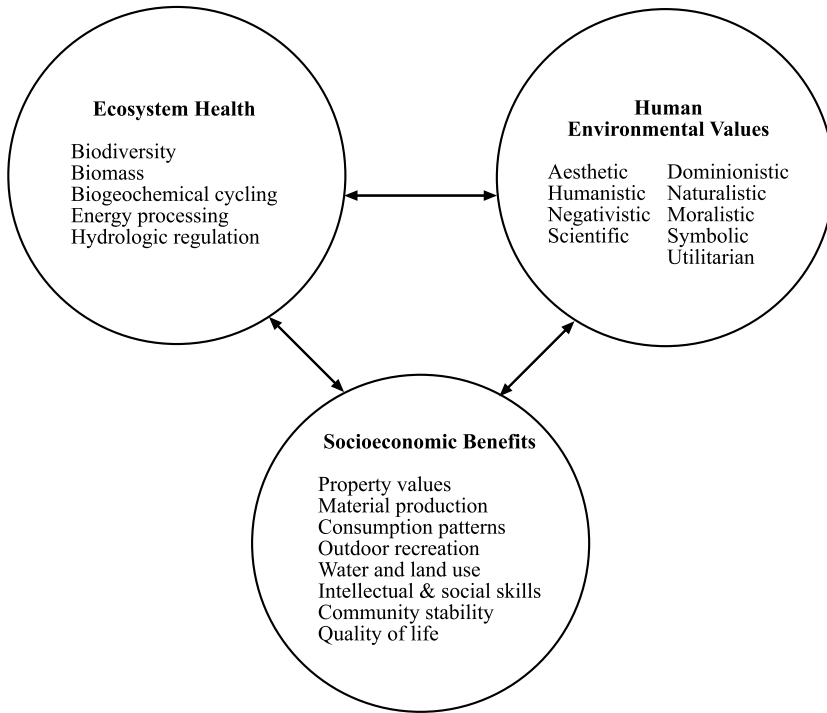 Ecosystem Health
Biodiversity
Biomass
Biogeochemical cycling
Energy processing
Hydrologic regulation
Human
Environmental Values
Aesthetic
Humanistic
Negativistic
Scientific
Dominionistic
Naturalistic
Moralistic
Symbolic
Utilitarian
Socioeconomic Benefits
Property values
Material production
Consumption patterns
Outdoor recreation
Water and land use
Intellectual & social skills
Community stability
Quality of life